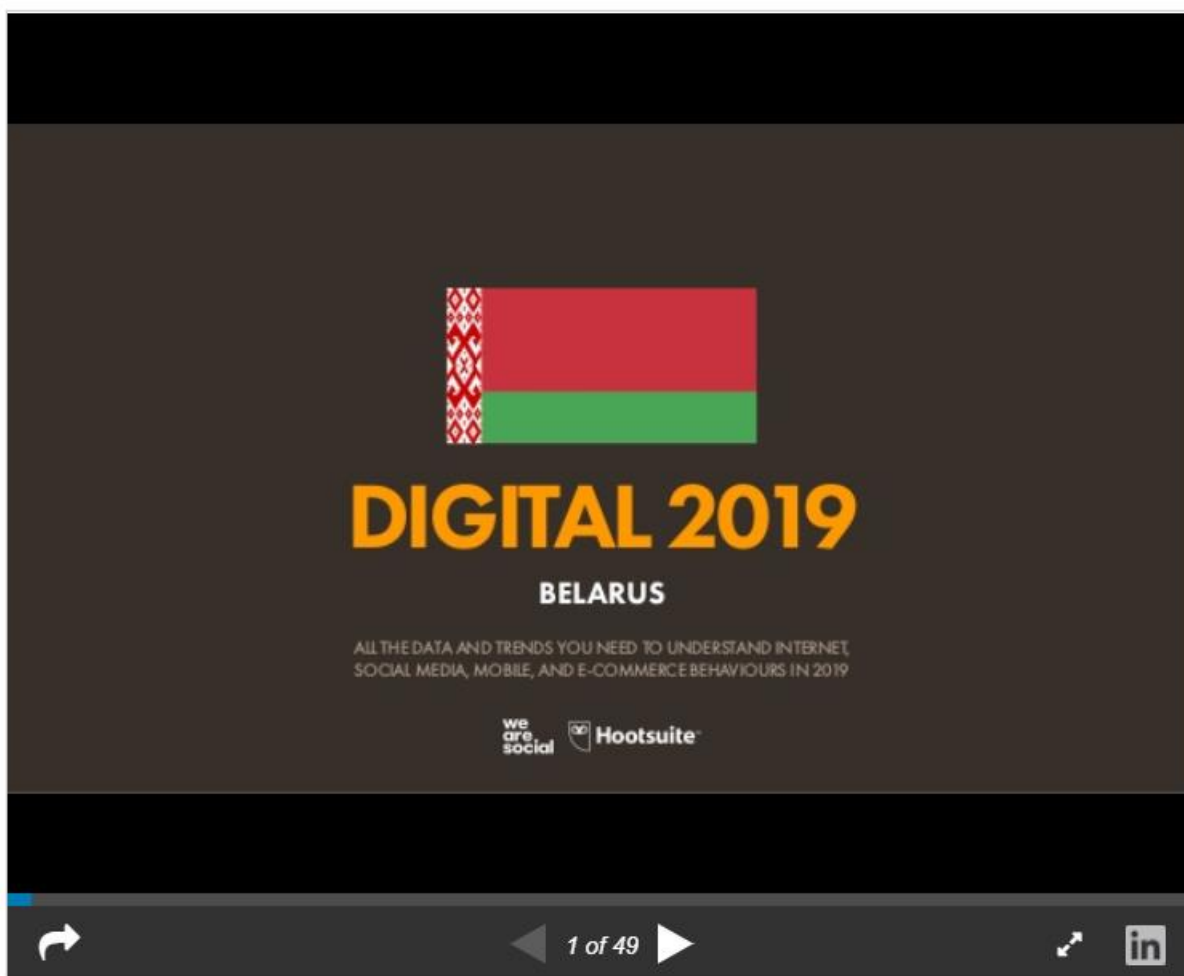 DIGITAL 2019
BELARUS
ALL THE DATA AND TRENDS YOU NEED TO UNDERSTAND INTERNET,
SOCIAL MEDIA, MOBILE, AND E-COMMERCE BEHAVIOURS IN 2019
we
are.
social
Hootsuite™
1 of 49
in